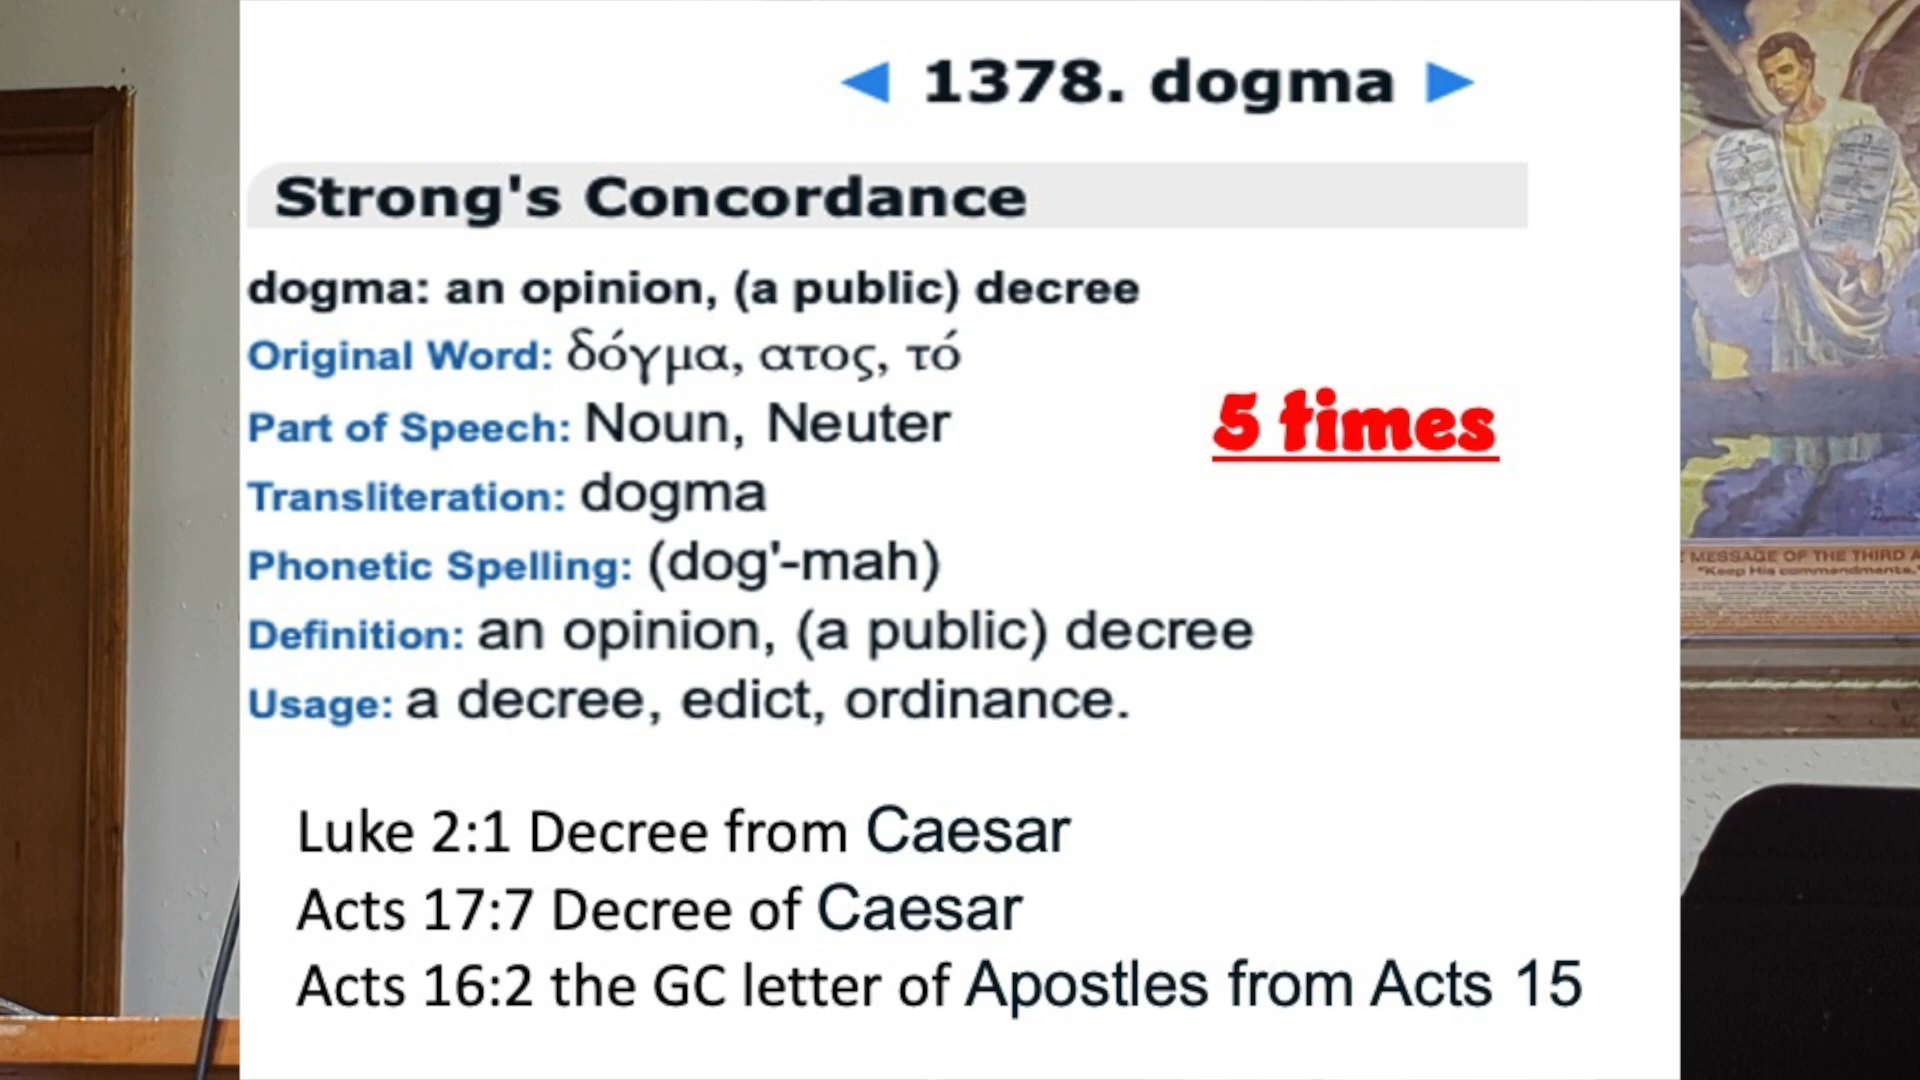 1378. dogma
Strong's Concordance
dogma: an opinion, (a public) decree
Original Word: δόγμα, ατος, τό
Part of Speech: Noun, Neuter
5 times
Transliteration: dogma
Phonetic Spelling: (dog'-mah)
Definition: an opinion, (a public) decree
Usage: a decree, edict, ordinance.
Luke 2:1 Decree from Caesar
Acts 17:7 Decree of Caesar
Acts 16:2 the GC letter of Apostles from Acts 15
MESSAGE OF THE THIRD A
"Keep His commandments."